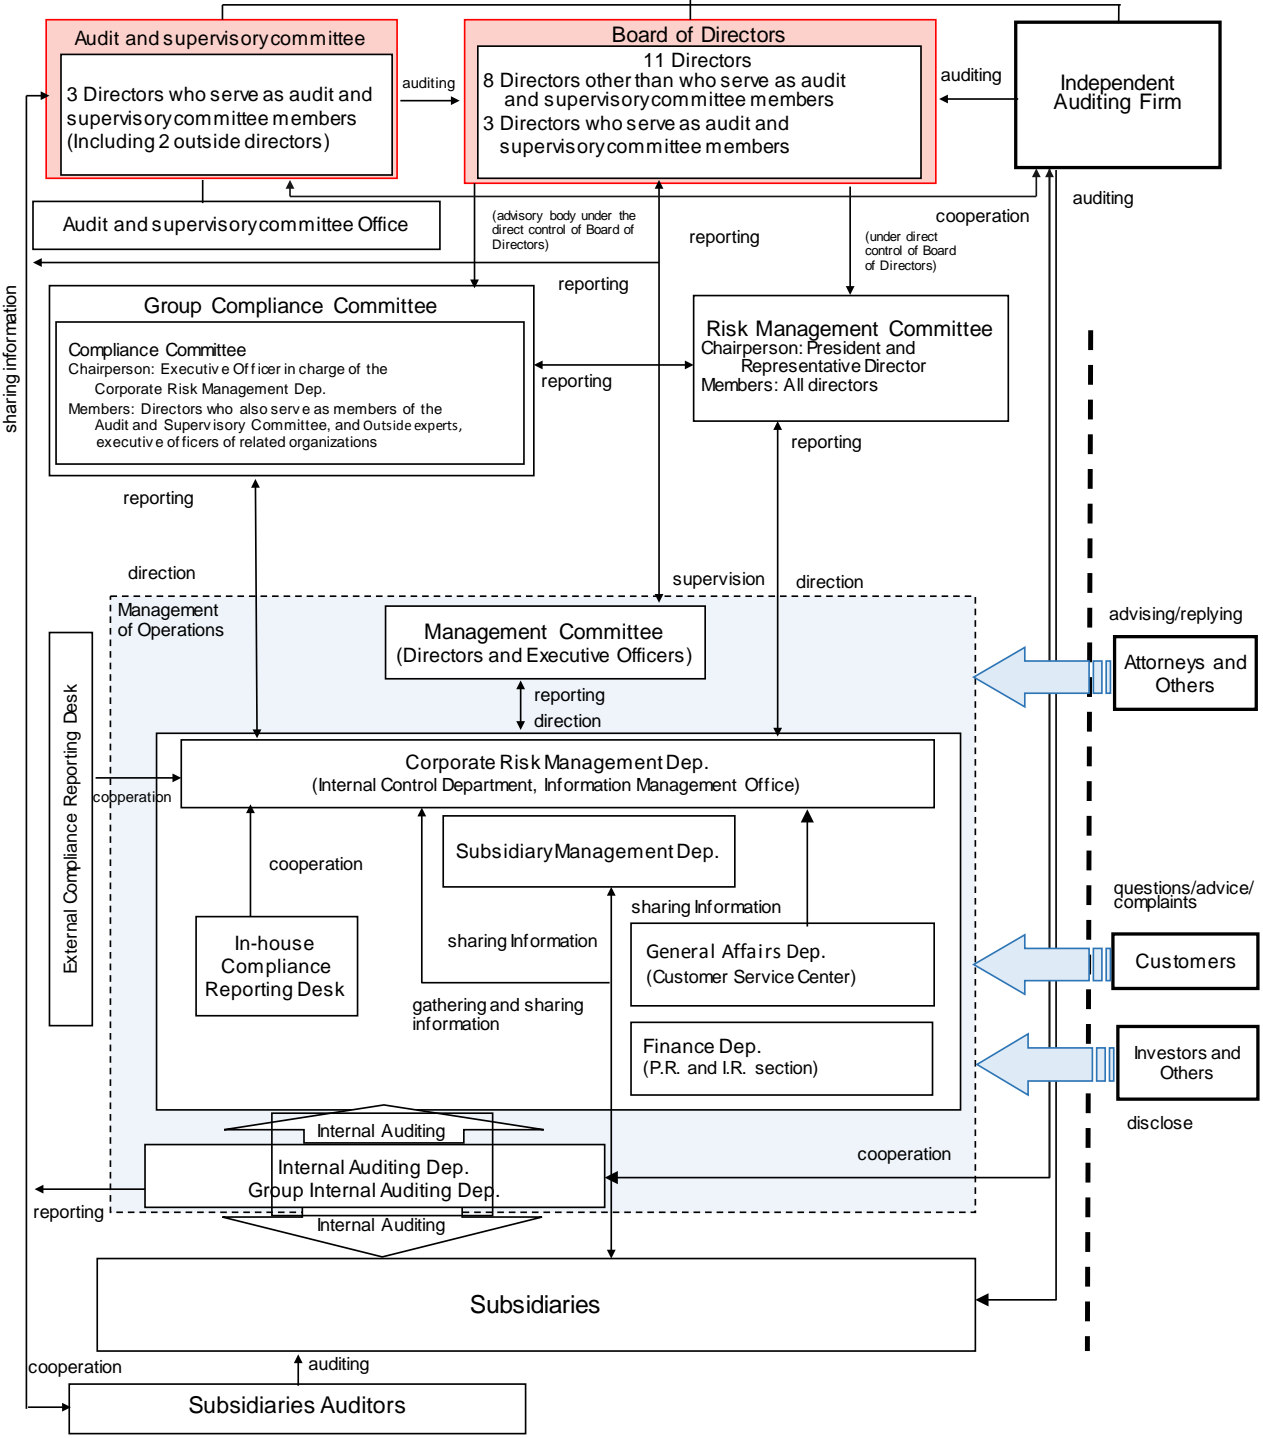 Audit and supervisory committee
3 Directors who serve as audit and
supervisory committee members
(Including 2 outside directors)
auditing
Board of Directors
11 Directors
8 Directors other than who serve as audit
and supervisory committee members
3 Directors who serve as audit and
supervisory committee members
auditing
Independent
Auditing Firm
Audit and supervisory committee Office
(advisory body under the
direct control of Board of
Directors)
reporting
(under direct
control of Board
of Directors)
cooperation
auditing
reporting
sharing information
Group Compliance Committee
Compliance Committee
Chairperson: Executive Officer in charge of the
Corporate Risk Management Dep.
Members: Directors who also serve as members of the
Audit and Supervisory Committee, and Outside experts,
executive officers of related organizations
reporting
Risk Management Committee
Chairperson: President and
Representative Director
Members: All directors
reporting
reporting
direction
supervision
direction
Management
of Operations
Management Committee
(Directors and Executive Officers)
reporting
direction
advising/replying
Attorneys and
Others
External Compliance Reporting Desk
cooperation
Corporate Risk Management Dep.
(Internal Control Department, Information Management Office)
Subsidiary Management Dep.
cooperation
In-house
Compliance
Reporting Desk
sharing Information
sharing Information
gathering and sharing
information
General Affairs Dep.
(Customer Service Center)
Finance Dep.
(P.R. and I.R. section)
questions/advice/
complaints
Customers
Investors and
Others
disclose
Internal Auditing
Internal Auditing Dep.
Group Internal Auditing Dep.
Internal Auditing
cooperation
reporting
Subsidiaries
cooperation
auditing
Subsidiaries Auditors